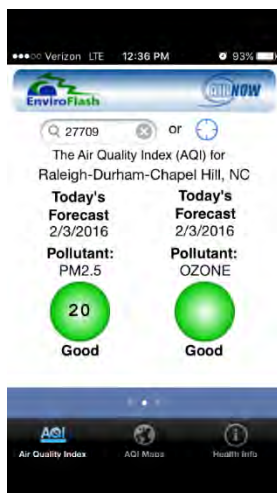 Verizon LTE 12:36 PM 93%
EnviroFlash AIRNOW
27709 or
The Air Quality Index (AQI) for
Raleigh-Durham-Chapel Hill, NC
Today's Today's
Forecast Forecast
2/3/2016 2/3/2016
Pollutant: Pollutant:
PM2.5 OZONE
20
Good Good
AQI
Air Quality Index AQI Maps Health Info